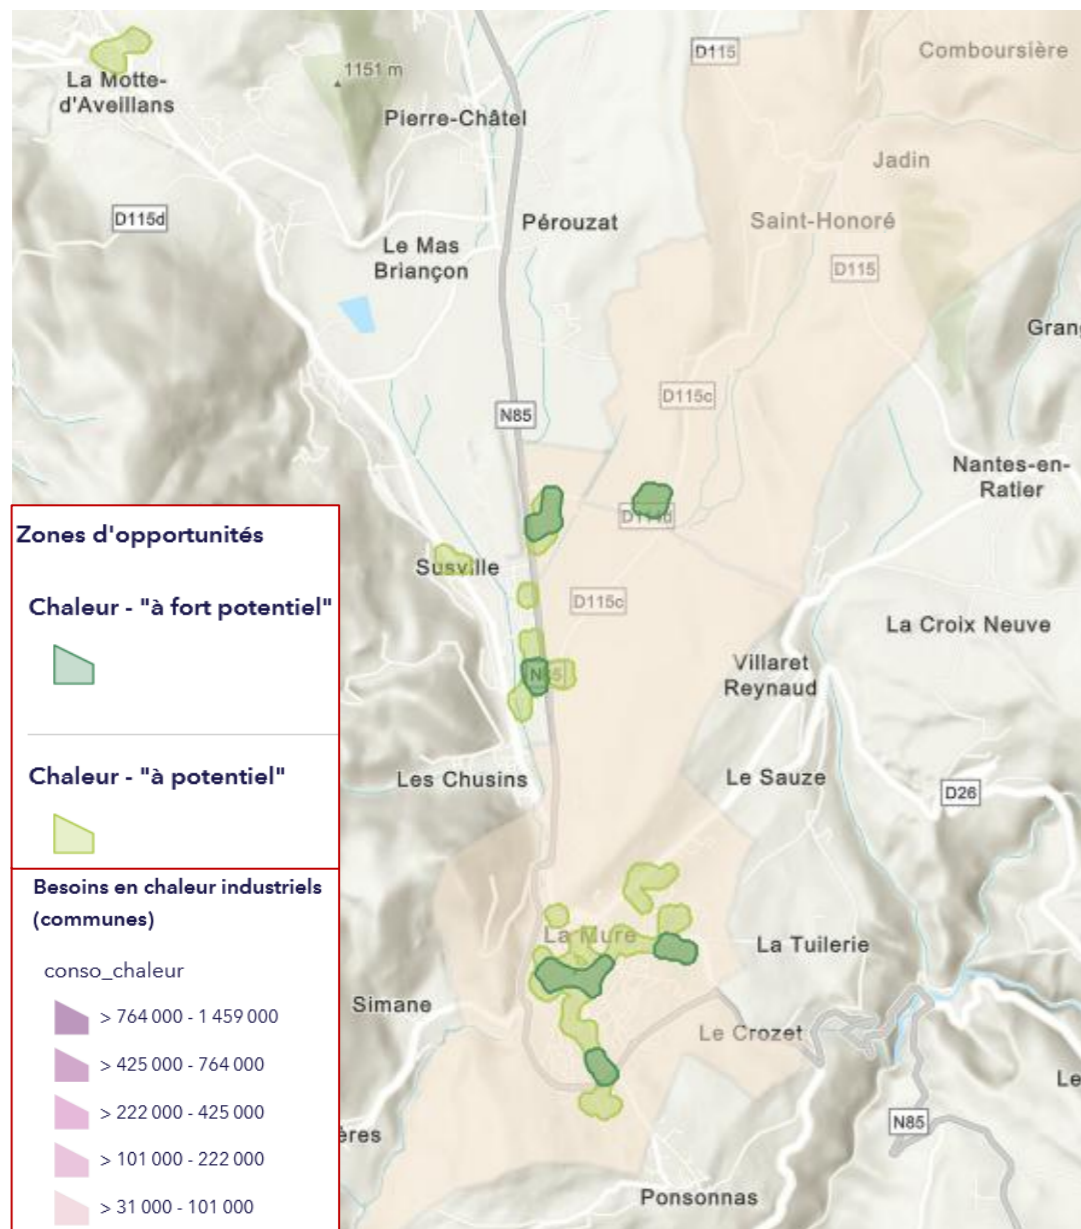 D115
Comboursière
1151 m
La Motte-
d'Aveillans
Pierre-Châtel
Jadin
D115d
Pérouzat
Saint-Honoré
Le Mas
Briançon
D115
Grang
D115c
N85
Nantes-en-
Ratier
Zones d'opportunités
Susville
Chaleur - "à fort potentiel"
D115c
La Croix Neuve
Villaret
Reynaud
N85
Chaleur - "à potentiel"
Les Chusins
Le Sauze
D26
Besoins en chaleur industriels
(communes)
La Mure
La Tuilerie
conso_chaleur
Simane
> 764 000 - 1 459 000
Le Crozet
> 425 000 - 764 000
Le
> 222 000 - 425 000
N85
ères
> 101 000 - 222 000
Ponsonnas
> 31 000 - 101 000